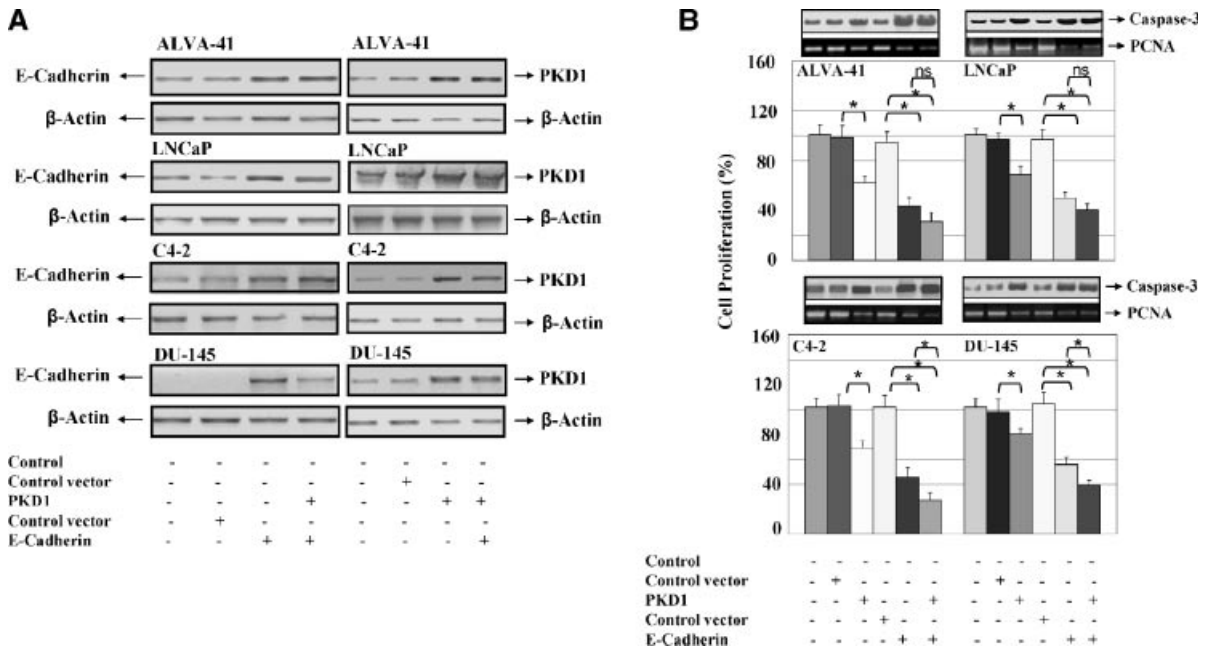 A
ALVA-41
ALVA-41
E-Cadherin
PKD1
β-Actin
β-Actin
LNCaP
LNCaP
E-Cadherin
PKD1
β-Actin
β-Actin
C4-2
C4-2
E-Cadherin
PKD1
β-Actin
β-Actin
DU-145
DU-145
E-Cadherin
PKD1
β-Actin
β-Actin
Control - - - - - - - -
Control vector - - - - - + - -
PKD1 - - - + - - + +
Control vector - + - - - - - -
E-Cadherin - - + + - - - +
B
Caspase-3
PCNA
160
120
80
40
0
Cell Proliferation (%)
ALVA-41
ns
*
*
*
LNCaP
ns
*
*
*
Caspase-3
PCNA
160
120
80
40
0
C4-2
*
*
*
*
DU-145
*
*
*
*
Control - - - - - - - - - - - -
Control vector - + - - - - - + - - - -
PKD1 - - + - - + - - + - - +
Control vector - - - + - - - - - + - -
E-Cadherin - - - - + + - - - - + +